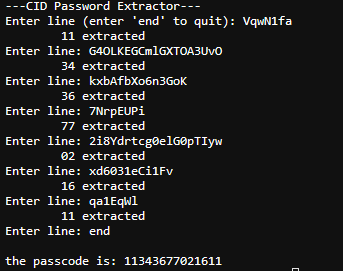 ---CID Password Extractor---
Enter line (enter 'end' to quit): VqwN1fa
11 extracted
Enter line: G4OLKEGCmlGXTOA3UvO
34 extracted
Enter line: kxbAfbXo6n3GoK
36 extracted
Enter line: 7NrpEUPi
77 extracted
Enter line: 2i8Ydrtcg0elG0pTIyw
02 extracted
Enter line: xd6031eCi1Fv
16 extracted
Enter line: qa1EqWl
11 extracted
Enter line: end
the passcode is: 11343677021611